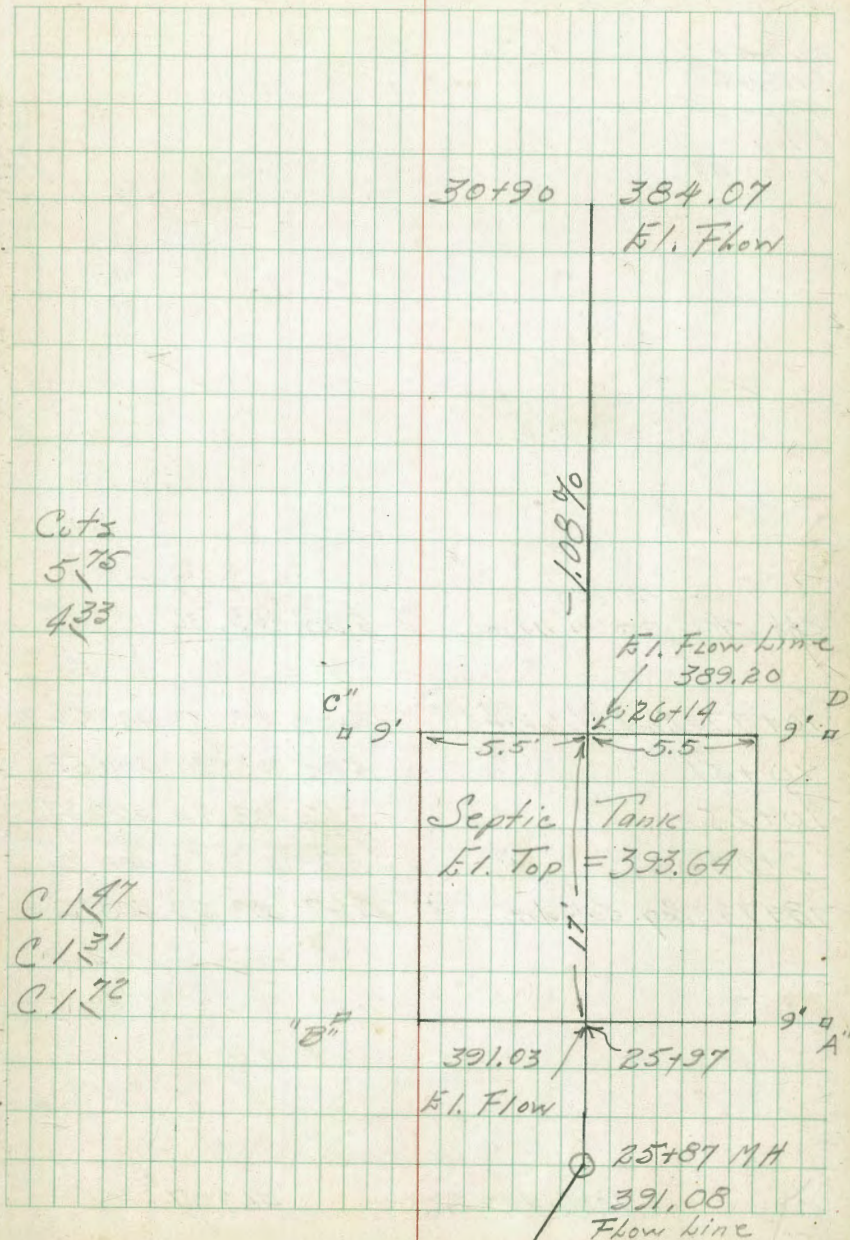 30+90 384.07
El. Flow
-1.08%
Cuts
5.75
4.33
El. Flow Line
389.20
C" D
26+14
9' 9'
5.5' 5.5
Septic Tank
El. Top = 393.64
17'
C 1.47
C 1.31
C 1.72
"B" 9' A"
391.03 25+97
El. Flow
25+87 MH
391.08
Flow Line